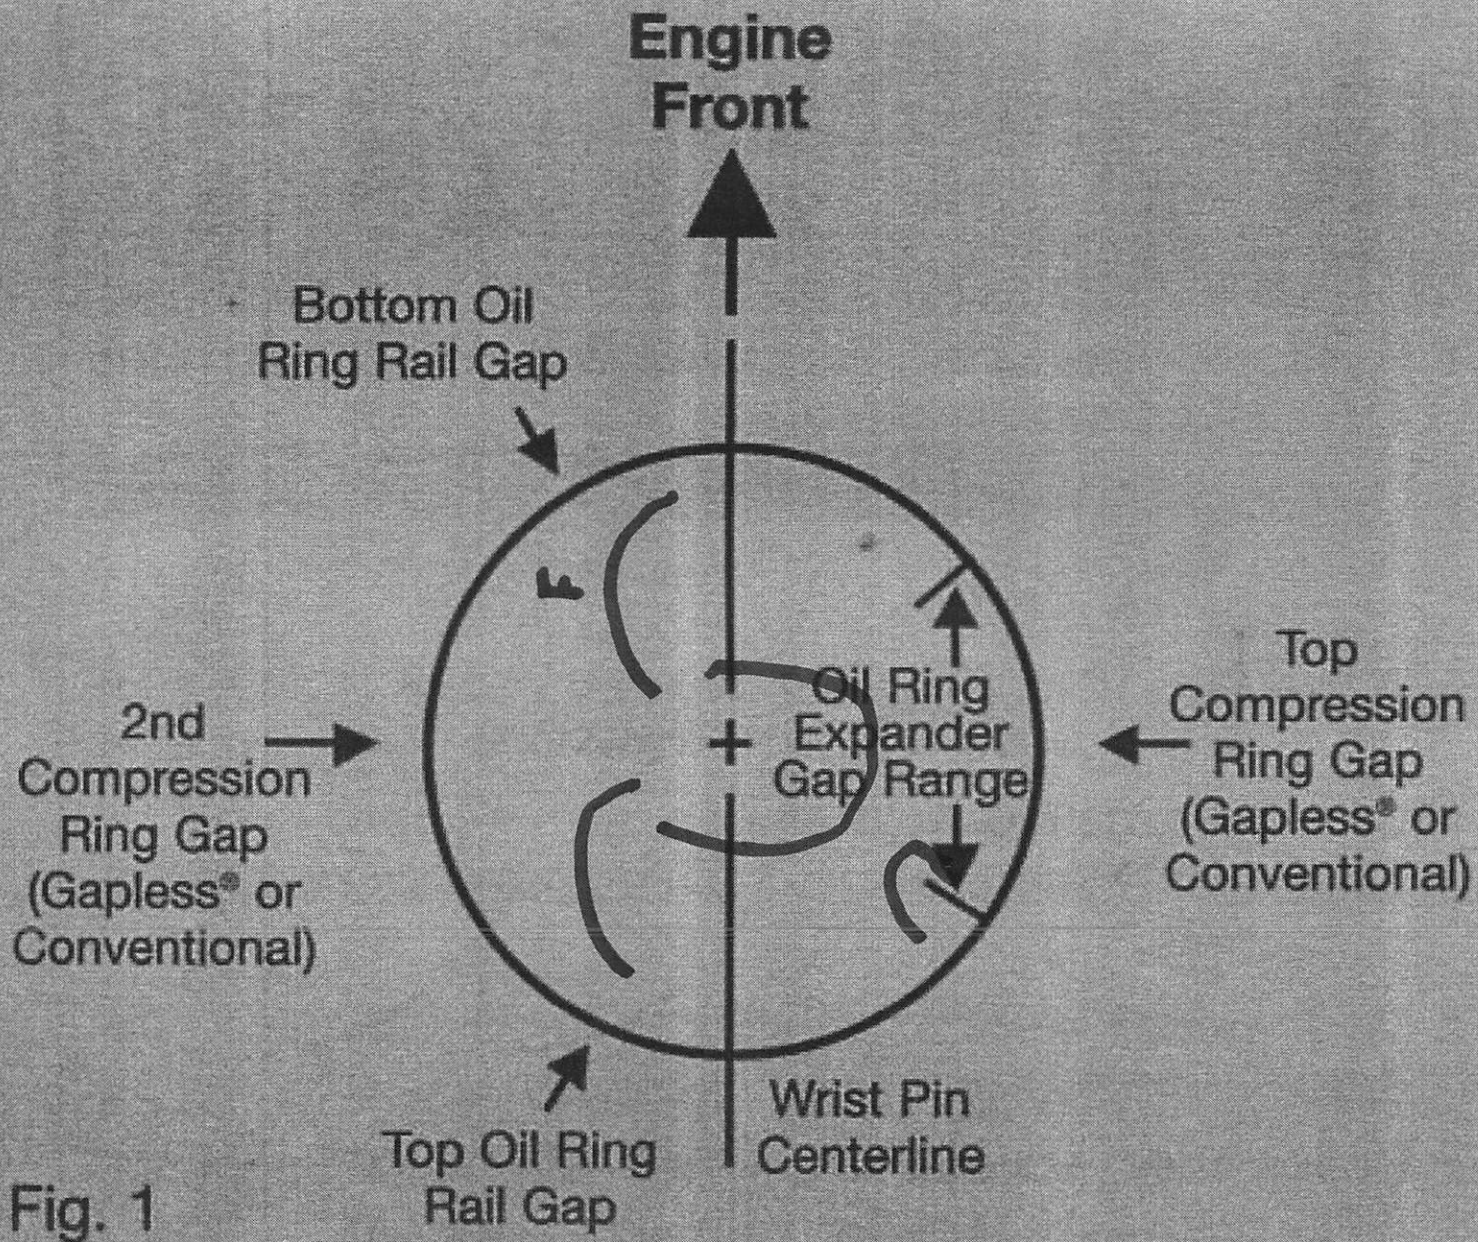 Engine
Front
Bottom Oil
Ring Rail Gap
F
2nd
Compression
Ring Gap
(Gapless® or
Conventional)
Oil Ring
Expander
Gap Range
Top
Compression
Ring Gap
(Gapless® or
Conventional)
Top Oil Ring
Rail Gap
Wrist Pin
Centerline
Fig. 1